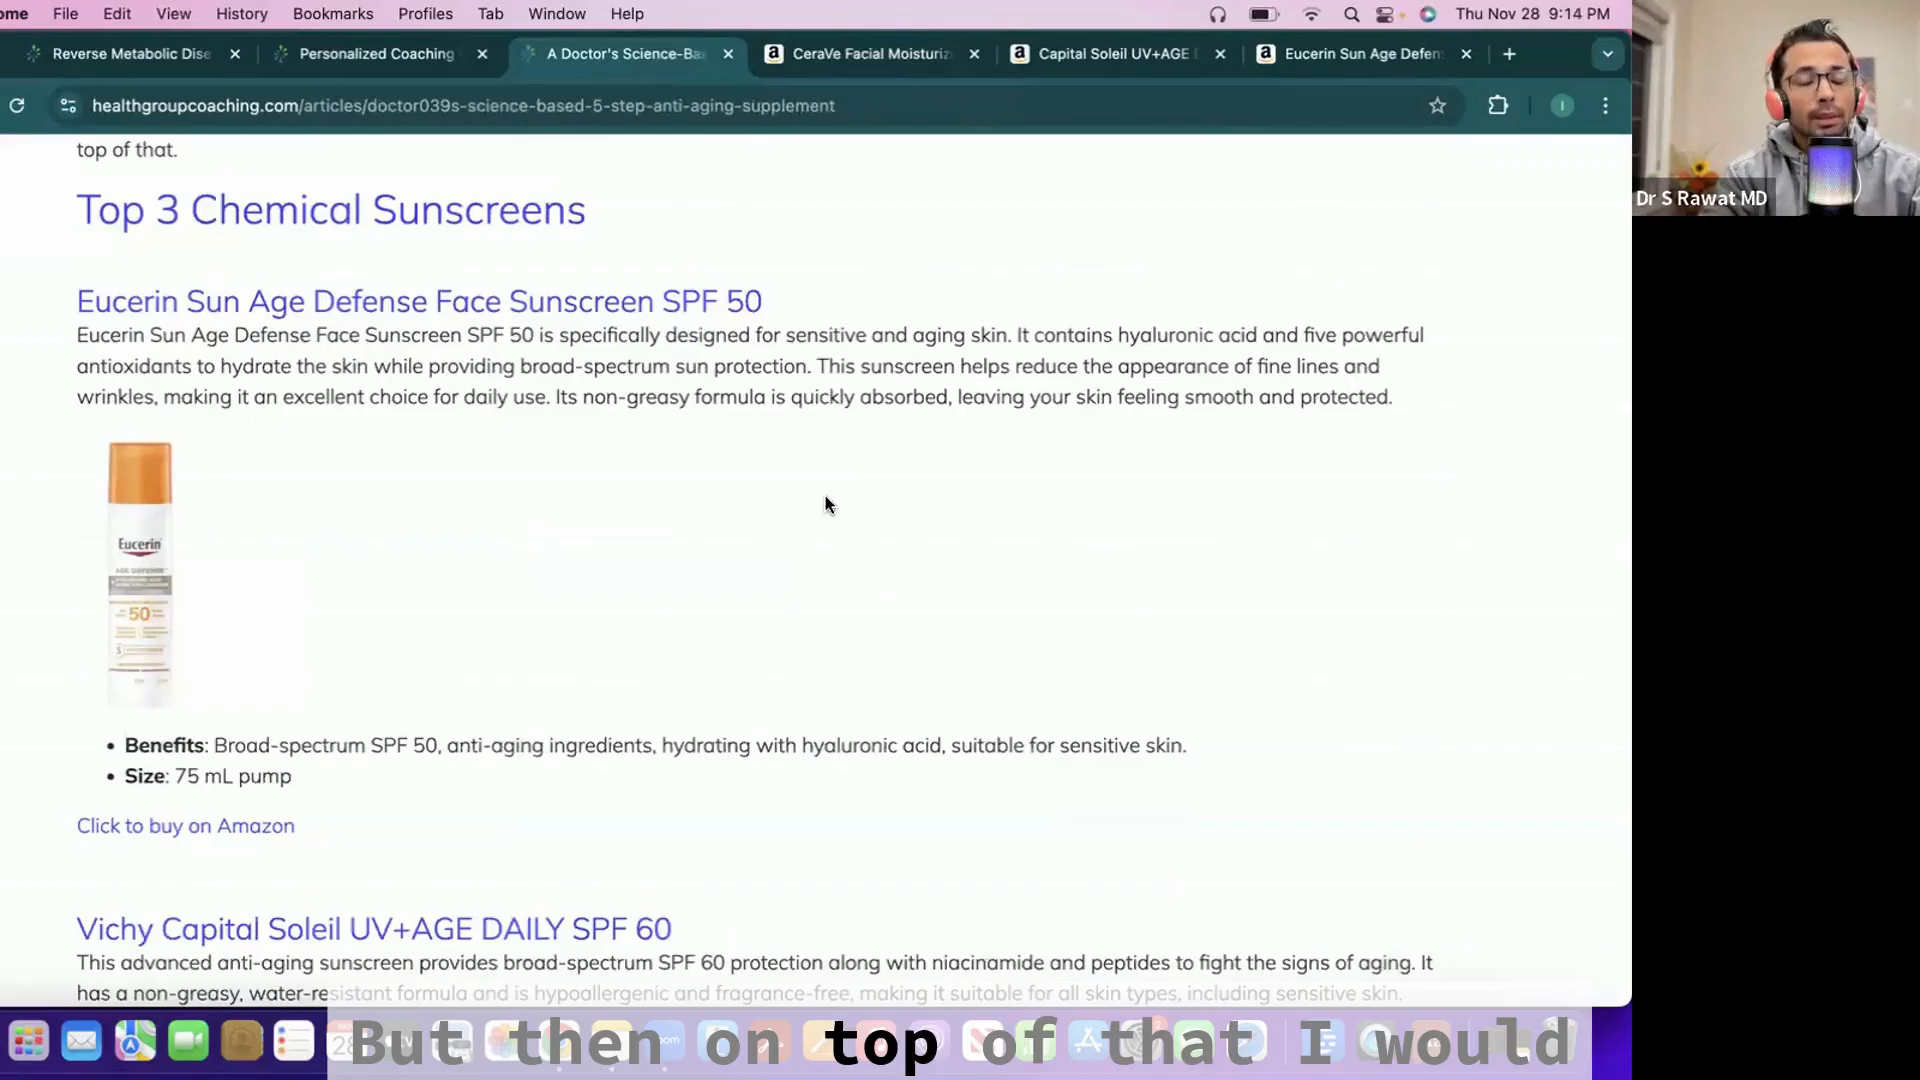 ome File Edit View History Bookmarks Profiles Tab Window Help Thu Nov 28 9:14 PM
Reverse Metabolic Dise Personalized Coaching A Doctor's Science-Ba CeraVe Facial Moisturiz Capital Soleil UV+AGE Eucerin Sun Age Defen
healthgroupcoaching.com/articles/doctor039s-science-based-5-step-anti-aging-supplement
Dr S Rawat MD
top of that.
Top 3 Chemical Sunscreens
Eucerin Sun Age Defense Face Sunscreen SPF 50
Eucerin Sun Age Defense Face Sunscreen SPF 50 is specifically designed for sensitive and aging skin. It contains hyaluronic acid and five powerful
antioxidants to hydrate the skin while providing broad-spectrum sun protection. This sunscreen helps reduce the appearance of fine lines and
wrinkles, making it an excellent choice for daily use. Its non-greasy formula is quickly absorbed, leaving your skin feeling smooth and protected.
Eucerin
AGE DEFENSE
50
• Benefits: Broad-spectrum SPF 50, anti-aging ingredients, hydrating with hyaluronic acid, suitable for sensitive skin.
• Size: 75 mL pump
Click to buy on Amazon
Vichy Capital Soleil UV+AGE DAILY SPF 60
This advanced anti-aging sunscreen provides broad-spectrum SPF 60 protection along with niacinamide and peptides to fight the signs of aging. It
has a non-greasy, water-resistant formula and is hypoallergenic and fragrance-free, making it suitable for all skin types, including sensitive skin.
But then on top of that I would